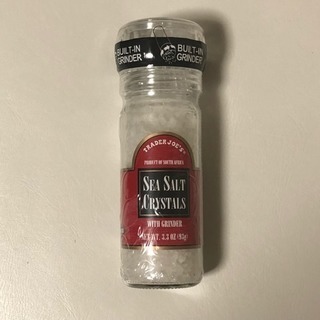 BUILT-IN
GRINDER
BUILT-IN
GRINDER
TRADER JOE'S
PRODUCT OF SOUTH AFRICA
SEA SALT
CRYSTALS
WITH GRINDER
NET WT. 3.3 OZ (93g)